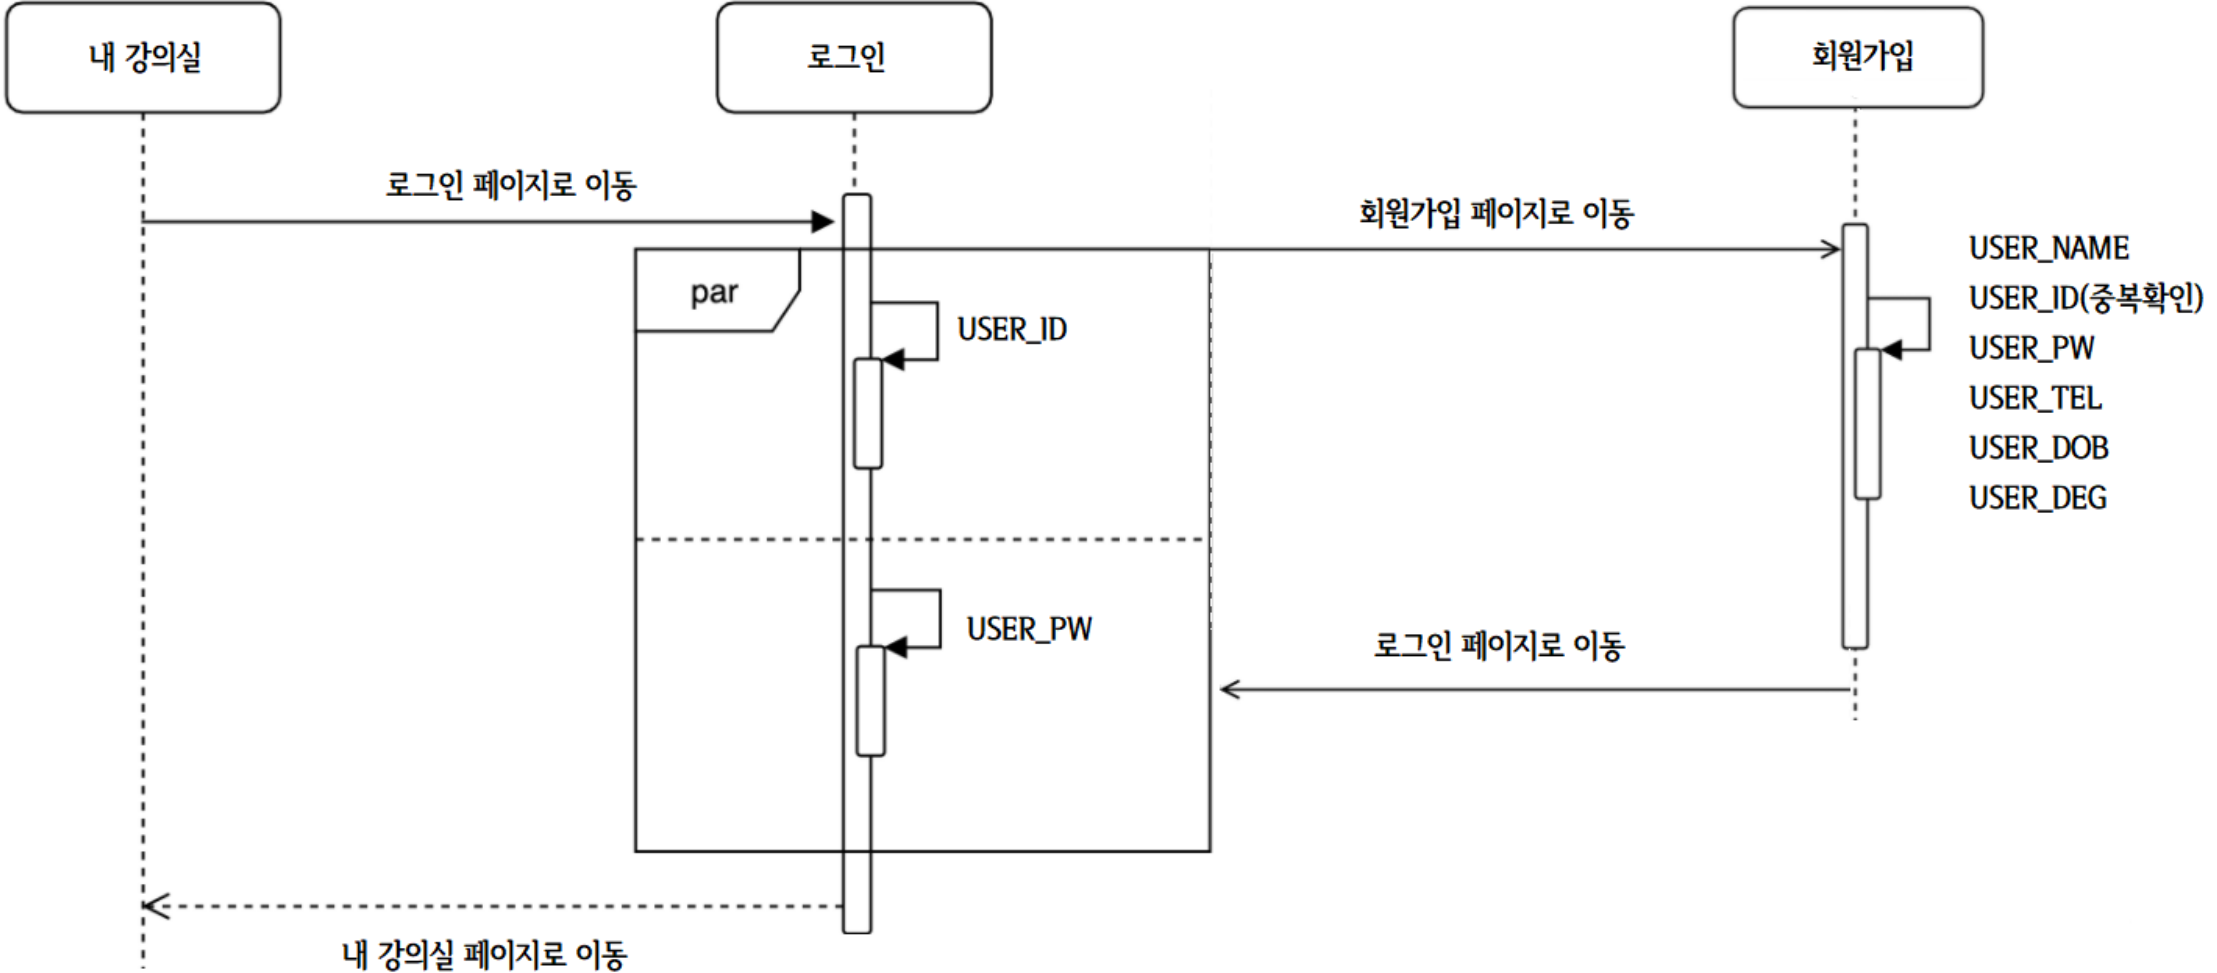 내 강의실
로그인
회원가입
로그인 페이지로 이동
회원가입 페이지로 이동
par
USER_ID
USER_NAME
USER_ID(중복확인)
USER_PW
USER_TEL
USER_DOB
USER_DEG
USER_PW
로그인 페이지로 이동
내 강의실 페이지로 이동